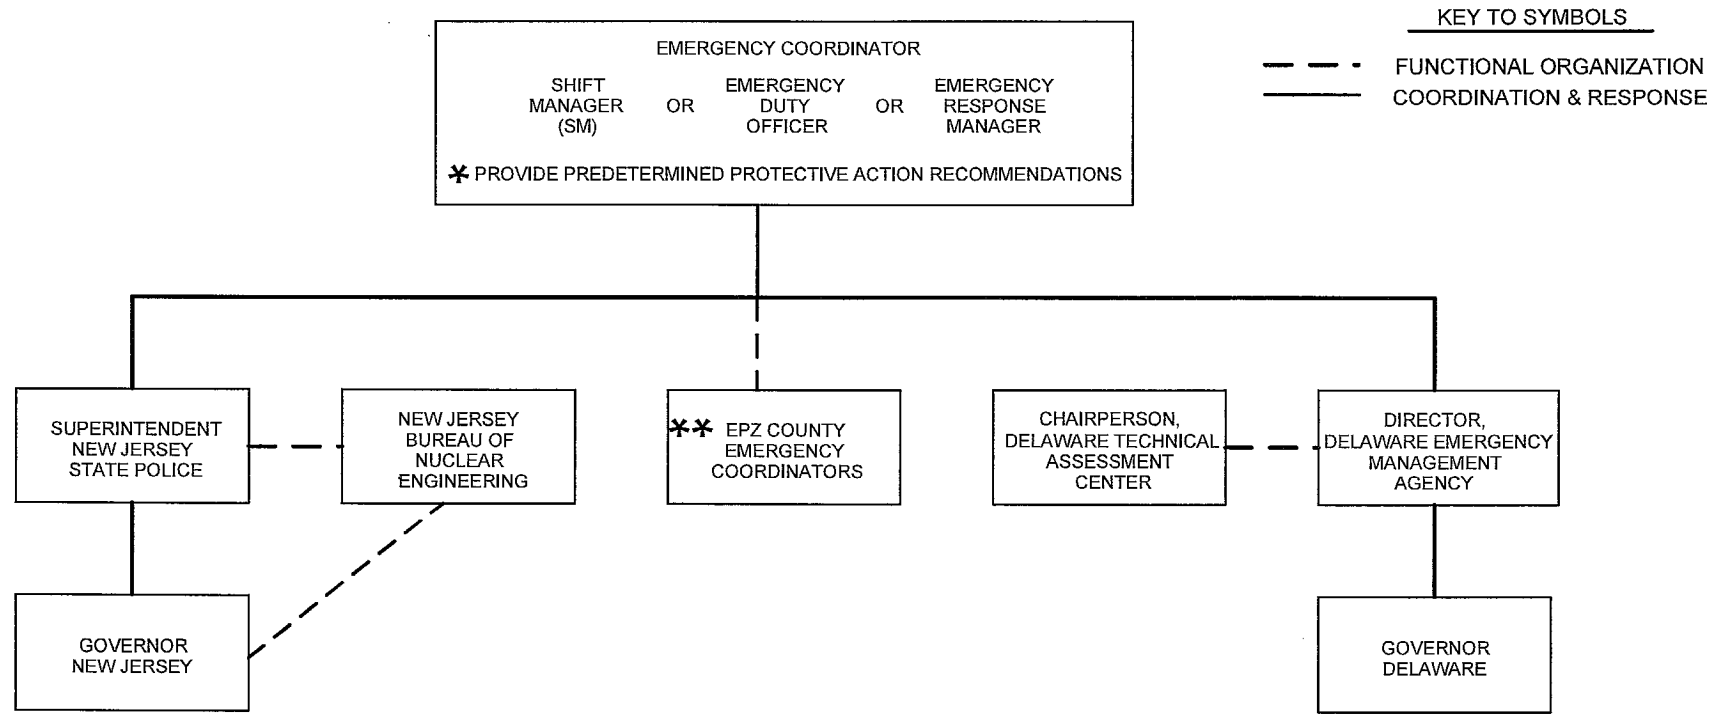 KEY TO SYMBOLS
FUNCTIONAL ORGANIZATION
COORDINATION & RESPONSE
EMERGENCY COORDINATOR
SHIFT
MANAGER
(SM)
OR
EMERGENCY
DUTY
OFFICER
OR
EMERGENCY
RESPONSE
MANAGER
* PROVIDE PREDETERMINED PROTECTIVE ACTION RECOMMENDATIONS
SUPERINTENDENT
NEW JERSEY
STATE POLICE
NEW JERSEY
BUREAU OF
NUCLEAR
ENGINEERING
** EPZ COUNTY
EMERGENCY
COORDINATORS
CHAIRPERSON,
DELAWARE TECHNICAL
ASSESSMENT
CENTER
DIRECTOR,
DELAWARE EMERGENCY
MANAGEMENT
AGENCY
GOVERNOR
NEW JERSEY
GOVERNOR
DELAWARE